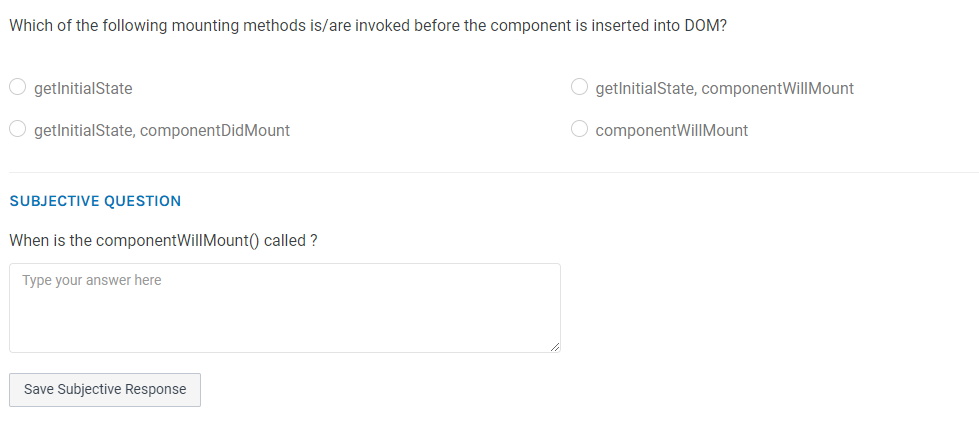 Which of the following mounting methods is/are invoked before the component is inserted into DOM?
getInitialState
getInitialState, componentWillMount
getInitialState, componentDidMount
componentWillMount
SUBJECTIVE QUESTION
When is the componentWillMount() called ?
Type your answer here
Save Subjective Response